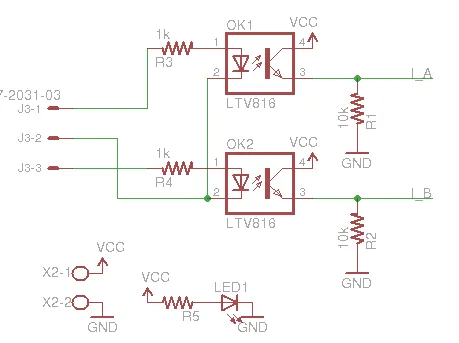 OK1
VCC
1k
1
4
R3
2
3
I_A
7-2031-03
LTV816
J3-1
10k
R1
J3-2
OK2
VCC
GND
1k
J3-3
1
4
R4
2
3
I_B
LTV816
10k
R2
VCC
X2-1
VCC
GND
LED1
X2-2
GND
R5
GND